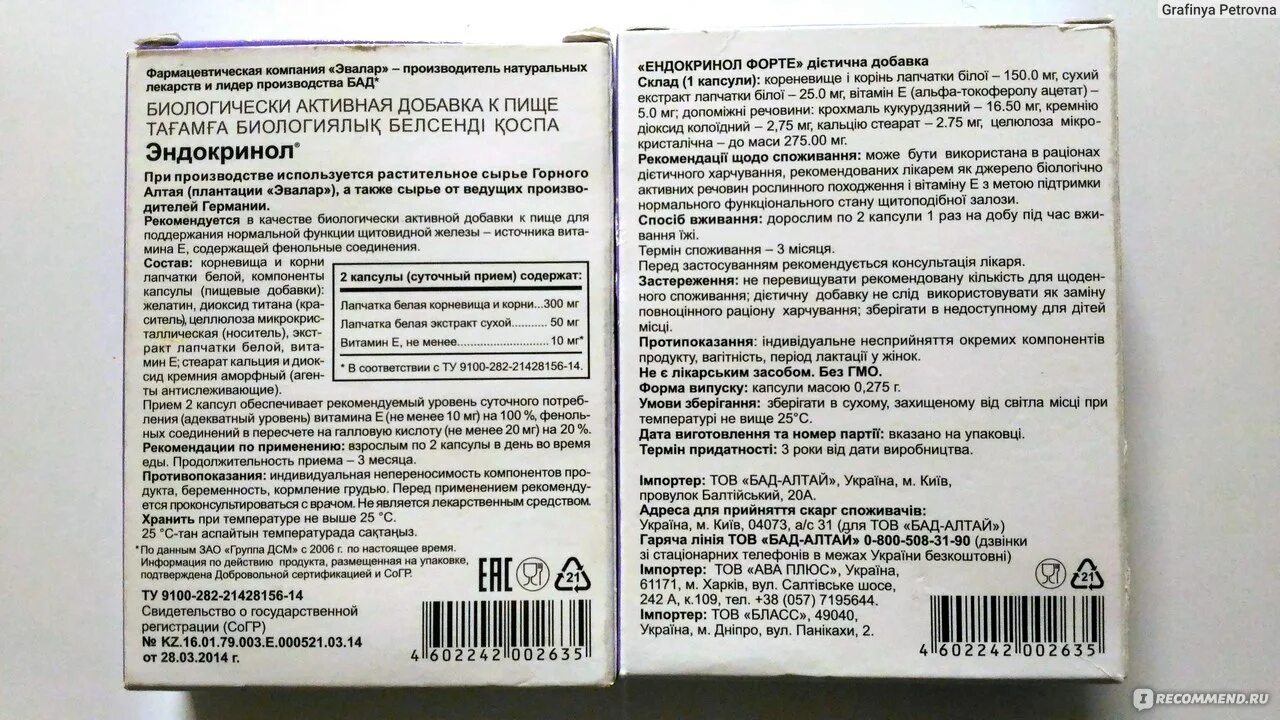 Grafinya Petrovna
Фармацевтическая компания «Эвалар» – производитель натуральных
лекарств и лидер производства БАД*
БИОЛОГИЧЕСКИ АКТИВНАЯ ДОБАВКА К ПИЩЕ
ТАҒАМҒА БИОЛОГИЯЛЫҚ БЕЛСЕНДІ ҚОСПА
Эндокринол®
При производстве используется растительное сырье Горного
Алтая (плантации «Эвалар»), а также сырье от ведущих произво-
дителей Германии.
Рекомендуется в качестве биологически активной добавки к пище для
поддержания нормальной функции щитовидной железы – источника вита-
мина Е, содержащей фенольные соединения.
Состав: корневища и корни
лапчатки белой, компоненты
капсулы (пищевые добавки):
желатин, диоксид титана (кра-
ситель), целлюлоза микрокрис-
таллическая (носитель), экст-
ракт лапчатки белой, вита-
мин Е; стеарат кальция и диок-
сид кремния аморфный (аген-
ты антислеживающие).
2 капсулы (суточный прием) содержат:
Лапчатка белая корневища и корни...300 мг
Лапчатка белая экстракт сухой............ 50 мг
Витамин Е, не менее............................ 10 мг*
* В соответствии с ТУ 9100-282-21428156-14.
Прием 2 капсул обеспечивает рекомендуемый уровень суточного потреб-
ления (адекватный уровень) витамина Е (не менее 10 мг) на 100 %, феноль-
ных соединений в пересчете на галловую кислоту (не менее 20 мг) на 20 %.
Рекомендации по применению: взрослым по 2 капсулы в день во время
еды. Продолжительность приема – 3 месяца.
Противопоказания: индивидуальная непереносимость компонентов про-
дукта, беременность, кормление грудью. Перед применением рекоменду-
ется проконсультироваться с врачом. Не является лекарственным средством.
Хранить при температуре не выше 25 °С.
25 °С-тан аспайтын температурада сақтаңыз.
*По данным ЗАО «Группа ДСМ» с 2006 г. по настоящее время.
Информация по действию продукта, размещенная на упаковке,
подтверждена Добровольной сертификацией и СоГР.
ТУ 9100-282-21428156-14
Свидетельство о государственной
регистрации (СоГР)
№ KZ.16.01.79.003.Е.000521.03.14
от 28.03.2014 г.
EAC
21
4 602242 002635
«ЕНДОКРИНОЛ ФОРТЕ» дієтична добавка
Склад (1 капсули): кореневище і корінь лапчатки білої – 150.0 мг, сухий
екстракт лапчатки білої – 25.0 мг, вітамін Е (альфа-токоферолу ацетат) –
5.0 мг; допоміжні речовини: крохмаль кукурудзяний – 16.50 мг, кремнію
діоксид колоїдний – 2,75 мг, кальцію стеарат – 2.75 мг, целюлоза мікро-
кристалічна – до маси 275.00 мг.
Рекомендації щодо споживання: може бути використана в раціонах
дієтичного харчування, рекомендованих лікарем як джерело біологічно
активних речовин рослинного походження і вітаміну Е з метою підтримки
нормального функціонального стану щитоподібної залози.
Спосіб вживання: дорослим по 2 капсули 1 раз на добу під час вжи-
вання їжі.
Термін споживання – 3 місяця.
Перед застосуванням рекомендується консультація лікаря.
Застереження: не перевищувати рекомендовану кількість для щоден-
ного споживання; дієтичну добавку не слід використовувати як заміну
повноцінного раціону харчування; зберігати в недоступному для дітей
місці.
Протипоказання: індивідуальне несприйняття окремих компонентів
продукту, вагітність, період лактації у жінок.
Не є лікарським засобом. Без ГМО.
Форма випуску: капсули масою 0,275 г.
Умови зберігання: зберігати в сухому, захищеному від світла місці при
температурі не вище 25°С.
Дата виготовлення та номер партії: вказано на упаковці.
Термін придатності: 3 роки від дати виробництва.
Імпортер: ТОВ «БАД-АЛТАЙ», Україна, м. Київ,
провулок Балтійський, 20А.
Адреса для прийняття скарг споживачів:
Україна, м. Київ, 04073, а/с 31 (для ТОВ «БАД-АЛТАЙ»)
Гаряча лінія ТОВ «БАД-АЛТАЙ» 0-800-508-31-90 (дзвінки
зі стаціонарних телефонів в межах України безкоштовні)
Імпортер: ТОВ «АВА ПЛЮС», Україна,
61171, м. Харків, вул. Салтівське шосе,
242 А, к.109, тел. +38 (057) 7195644.
Імпортер: ТОВ «БЛАСС», 49040,
Україна, м. Дніпро, вул. Панікахи, 2.
21
4 602242 002635
I RECOMMEND.RU